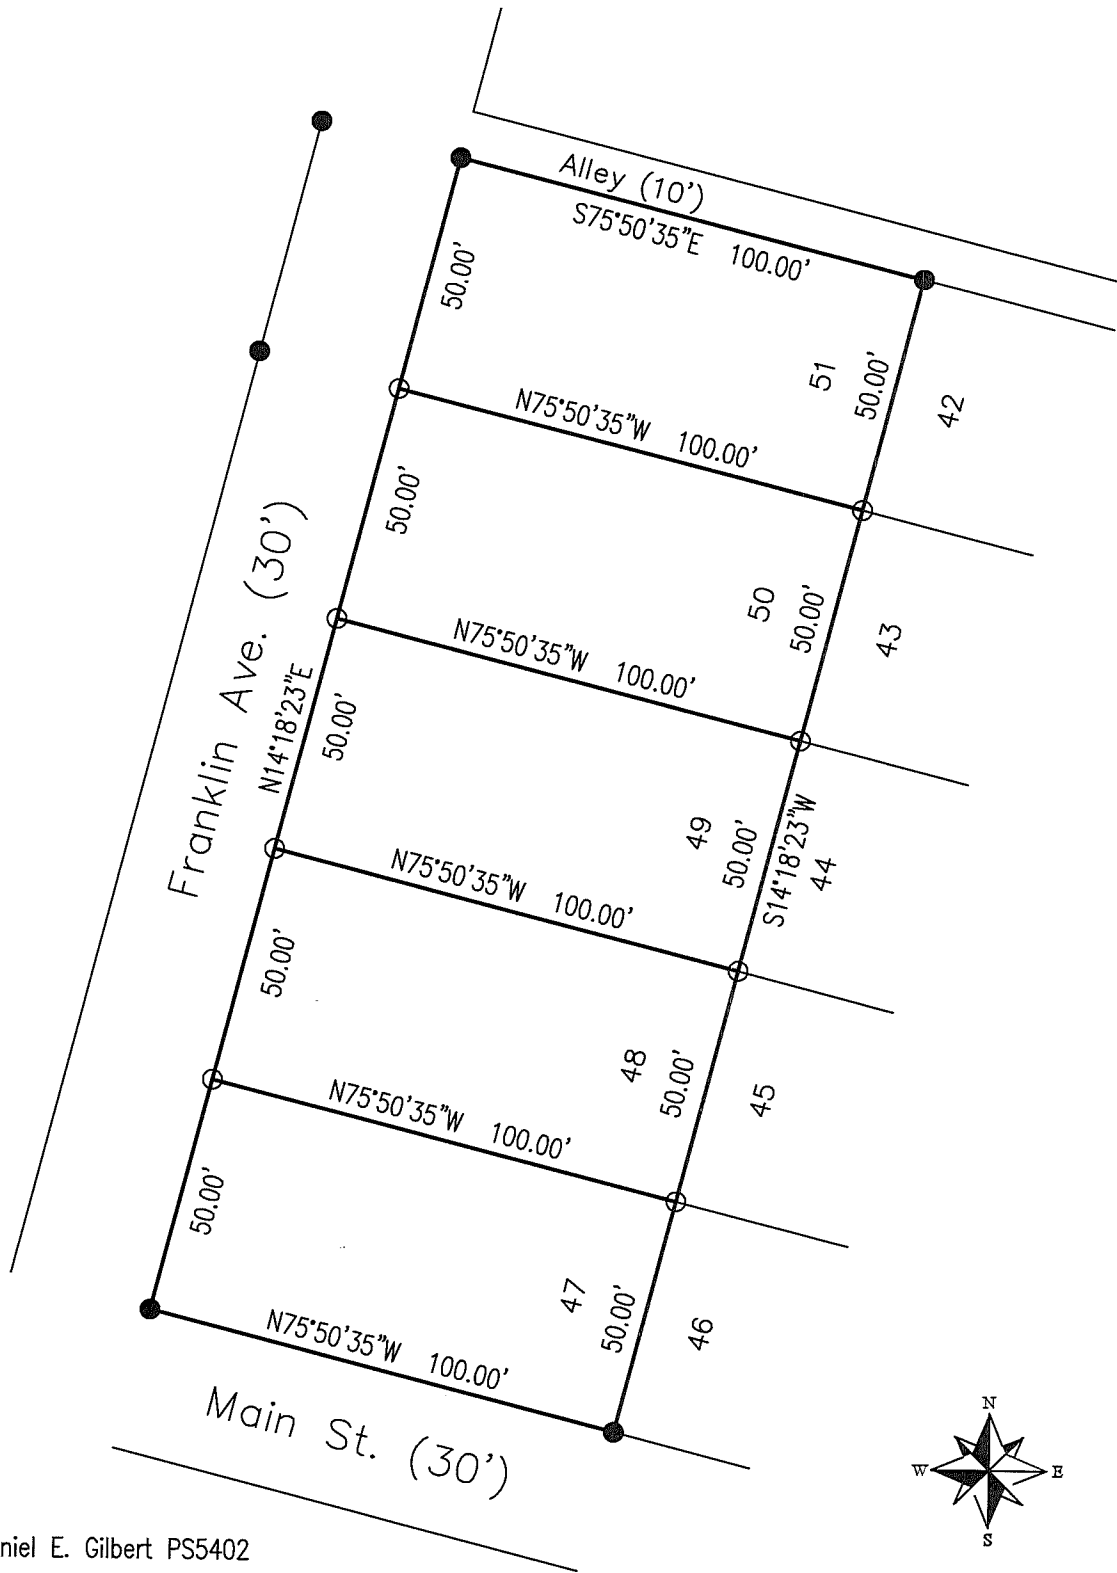 Alley (10')
S75°50'35"E 100.00'
50.00'
51
50.00'
42
N75°50'35"W 100.00'
50.00'
50
50.00'
43
N75°50'35"W 100.00'
Franklin Ave. (30')
N14°18'23"E
50.00'
49
50.00'
S14°18'23"W
44
N75°50'35"W 100.00'
50.00'
48
50.00'
45
N75°50'35"W 100.00'
50.00'
47
50.00'
46
N75°50'35"W 100.00'
Main St. (30')
N
W
E
S
niel E. Gilbert PS5402